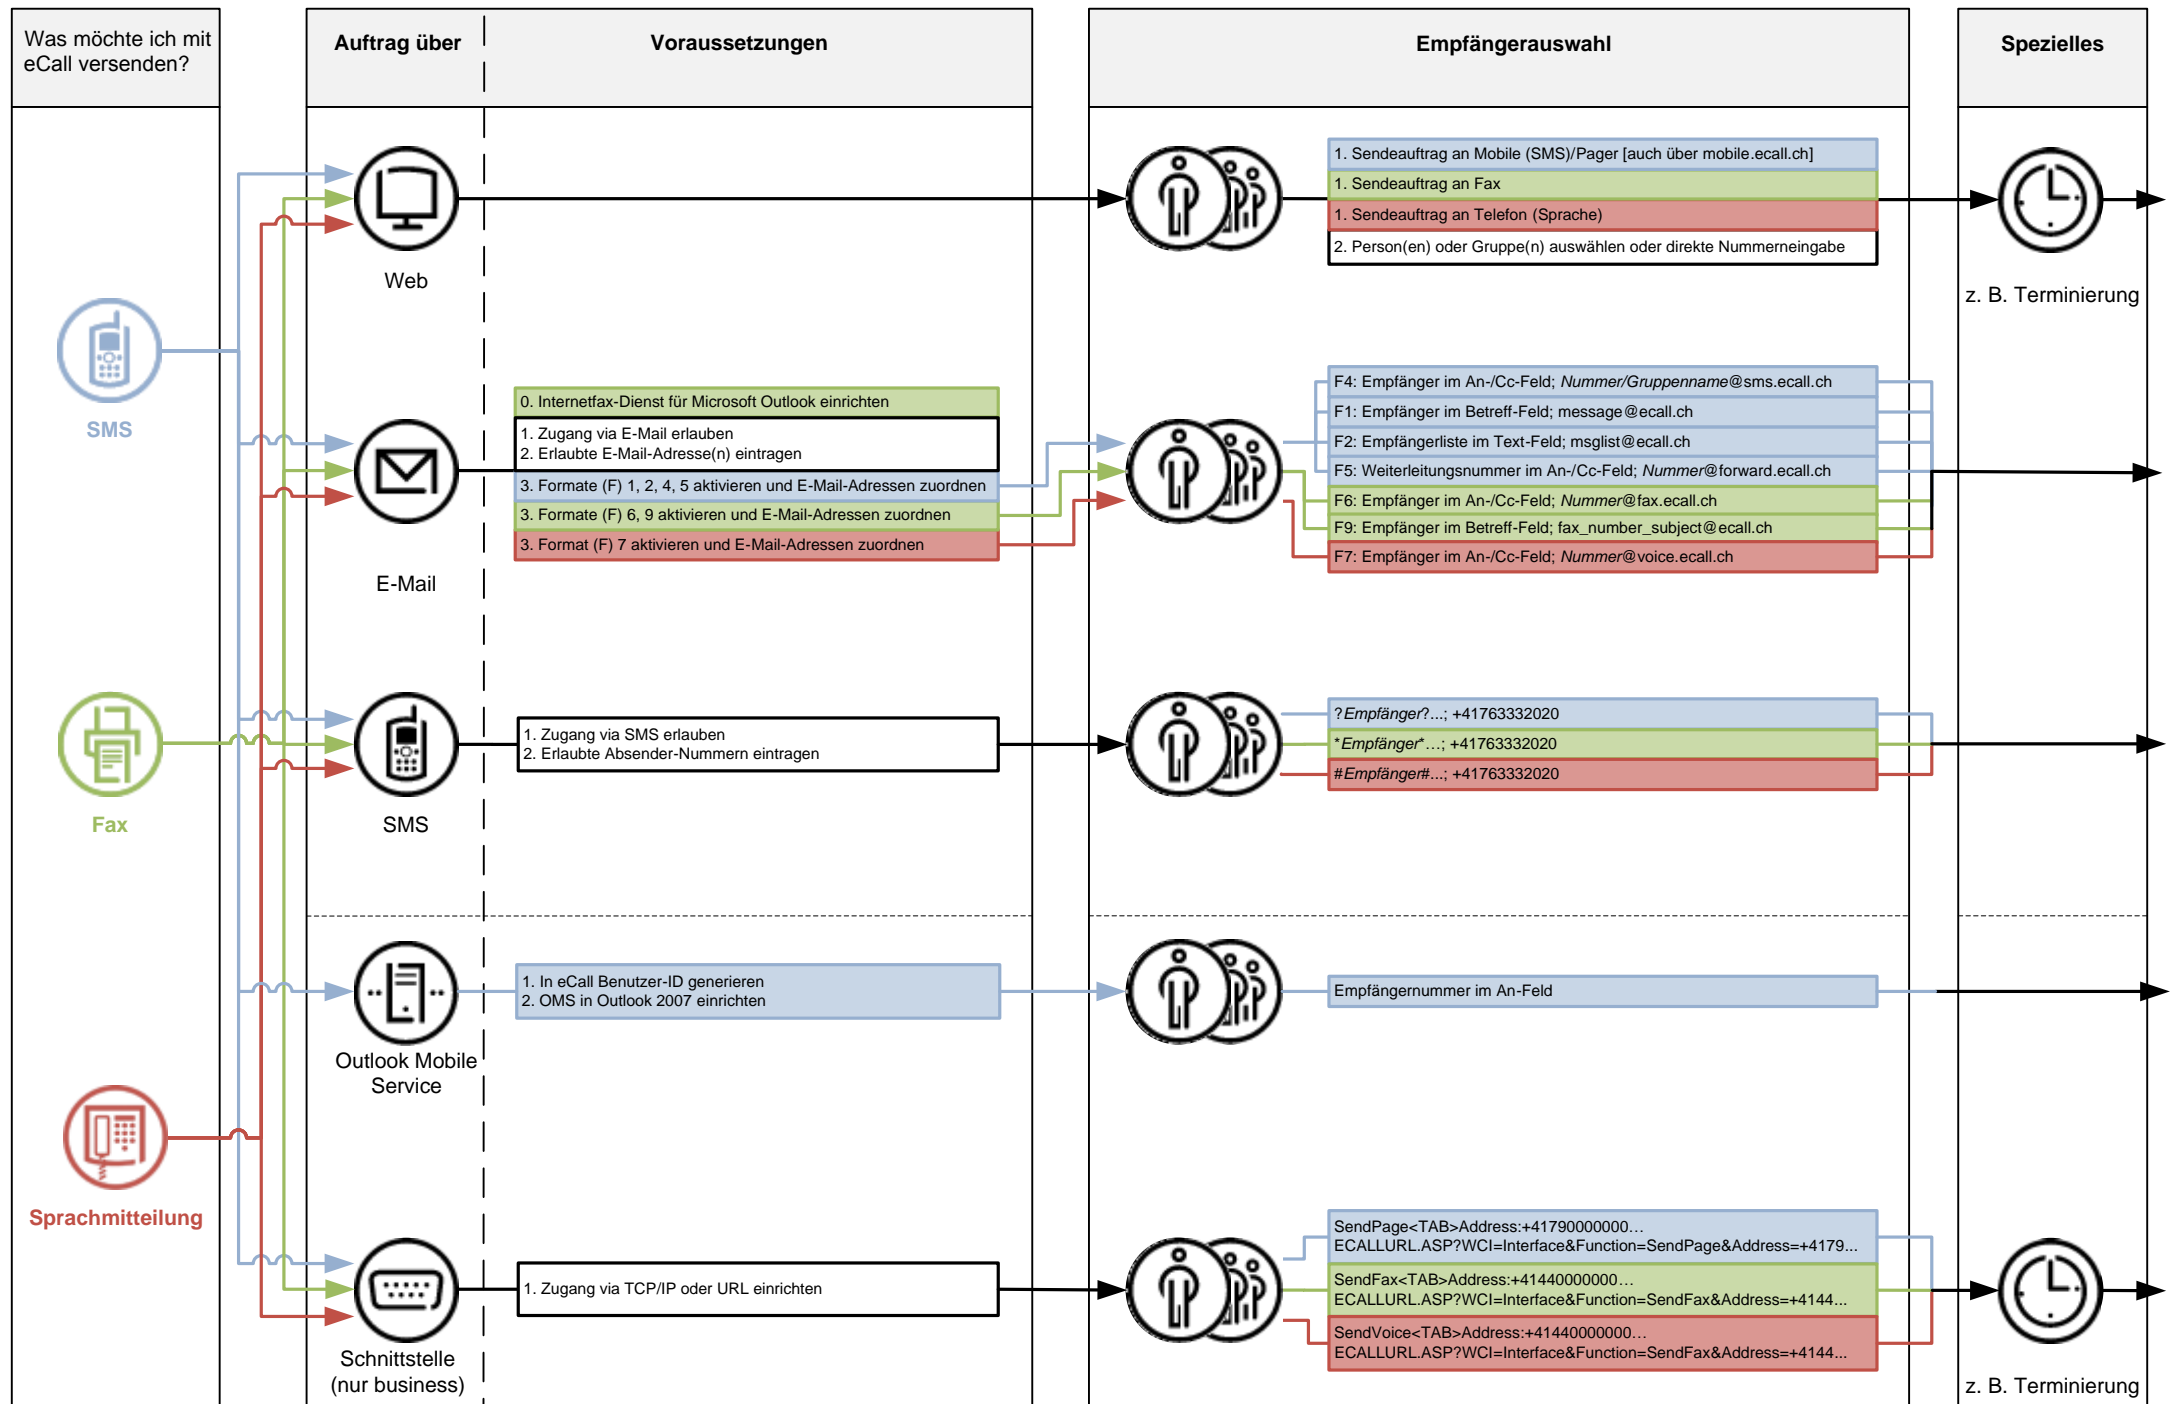 Was möchte ich mit
eCall versenden?
Auftrag über
Voraussetzungen
Empfängerauswahl
Spezielles
SMS
Fax
Sprachmitteilung
Web
1. Sendeauftrag an Mobile (SMS)/Pager [auch über mobile.ecall.ch]
1. Sendeauftrag an Fax
1. Sendeauftrag an Telefon (Sprache)
2. Person(en) oder Gruppe(n) auswählen oder direkte Nummerneingabe
z. B. Terminierung
E-Mail
0. Internetfax-Dienst für Microsoft Outlook einrichten
1. Zugang via E-Mail erlauben
2. Erlaubte E-Mail-Adresse(n) eintragen
3. Formate (F) 1, 2, 4, 5 aktivieren und E-Mail-Adressen zuordnen
3. Formate (F) 6, 9 aktivieren und E-Mail-Adressen zuordnen
3. Format (F) 7 aktivieren und E-Mail-Adressen zuordnen
F4: Empfänger im An-/Cc-Feld; Nummer/Gruppenname@sms.ecall.ch
F1: Empfänger im Betreff-Feld; message@ecall.ch
F2: Empfängerliste im Text-Feld; msglist@ecall.ch
F5: Weiterleitungsnummer im An-/Cc-Feld; Nummer@forward.ecall.ch
F6: Empfänger im An-/Cc-Feld; Nummer@fax.ecall.ch
F9: Empfänger im Betreff-Feld; fax_number_subject@ecall.ch
F7: Empfänger im An-/Cc-Feld; Nummer@voice.ecall.ch
SMS
1. Zugang via SMS erlauben
2. Erlaubte Absender-Nummern eintragen
?Empfänger?...; +41763332020
*Empfänger*...; +41763332020
#Empfänger#...; +41763332020
Outlook Mobile
Service
1. In eCall Benutzer-ID generieren
2. OMS in Outlook 2007 einrichten
Empfängernummer im An-Feld
Schnittstelle
(nur business)
1. Zugang via TCP/IP oder URL einrichten
SendPage<TAB>Address:+41790000000...
ECALLURL.ASP?WCI=Interface&Function=SendPage&Address=+4179...
SendFax<TAB>Address:+41440000000...
ECALLURL.ASP?WCI=Interface&Function=SendFax&Address=+4144...
SendVoice<TAB>Address:+41440000000...
ECALLURL.ASP?WCI=Interface&Function=SendFax&Address=+4144...
z. B. Terminierung